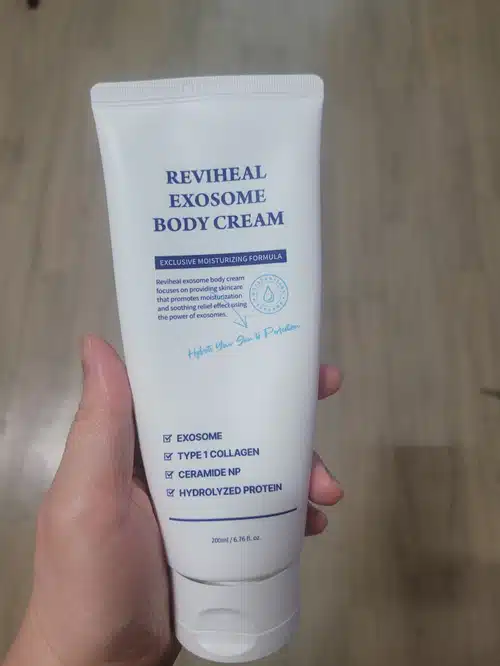 REVIHEAL
EXOSOME
BODY CREAM
EXCLUSIVE MOISTURIZING FORMULA
Reviheal exosome body cream
focuses on providing skincare
that promotes moisturization
and soothing relief effect using
the power of exosomes.
Hydrate Your Skin to Perfection
EXOSOME
TYPE 1 COLLAGEN
CERAMIDE NP
HYDROLYZED PROTEIN
200ml / 6.76 fl. oz.